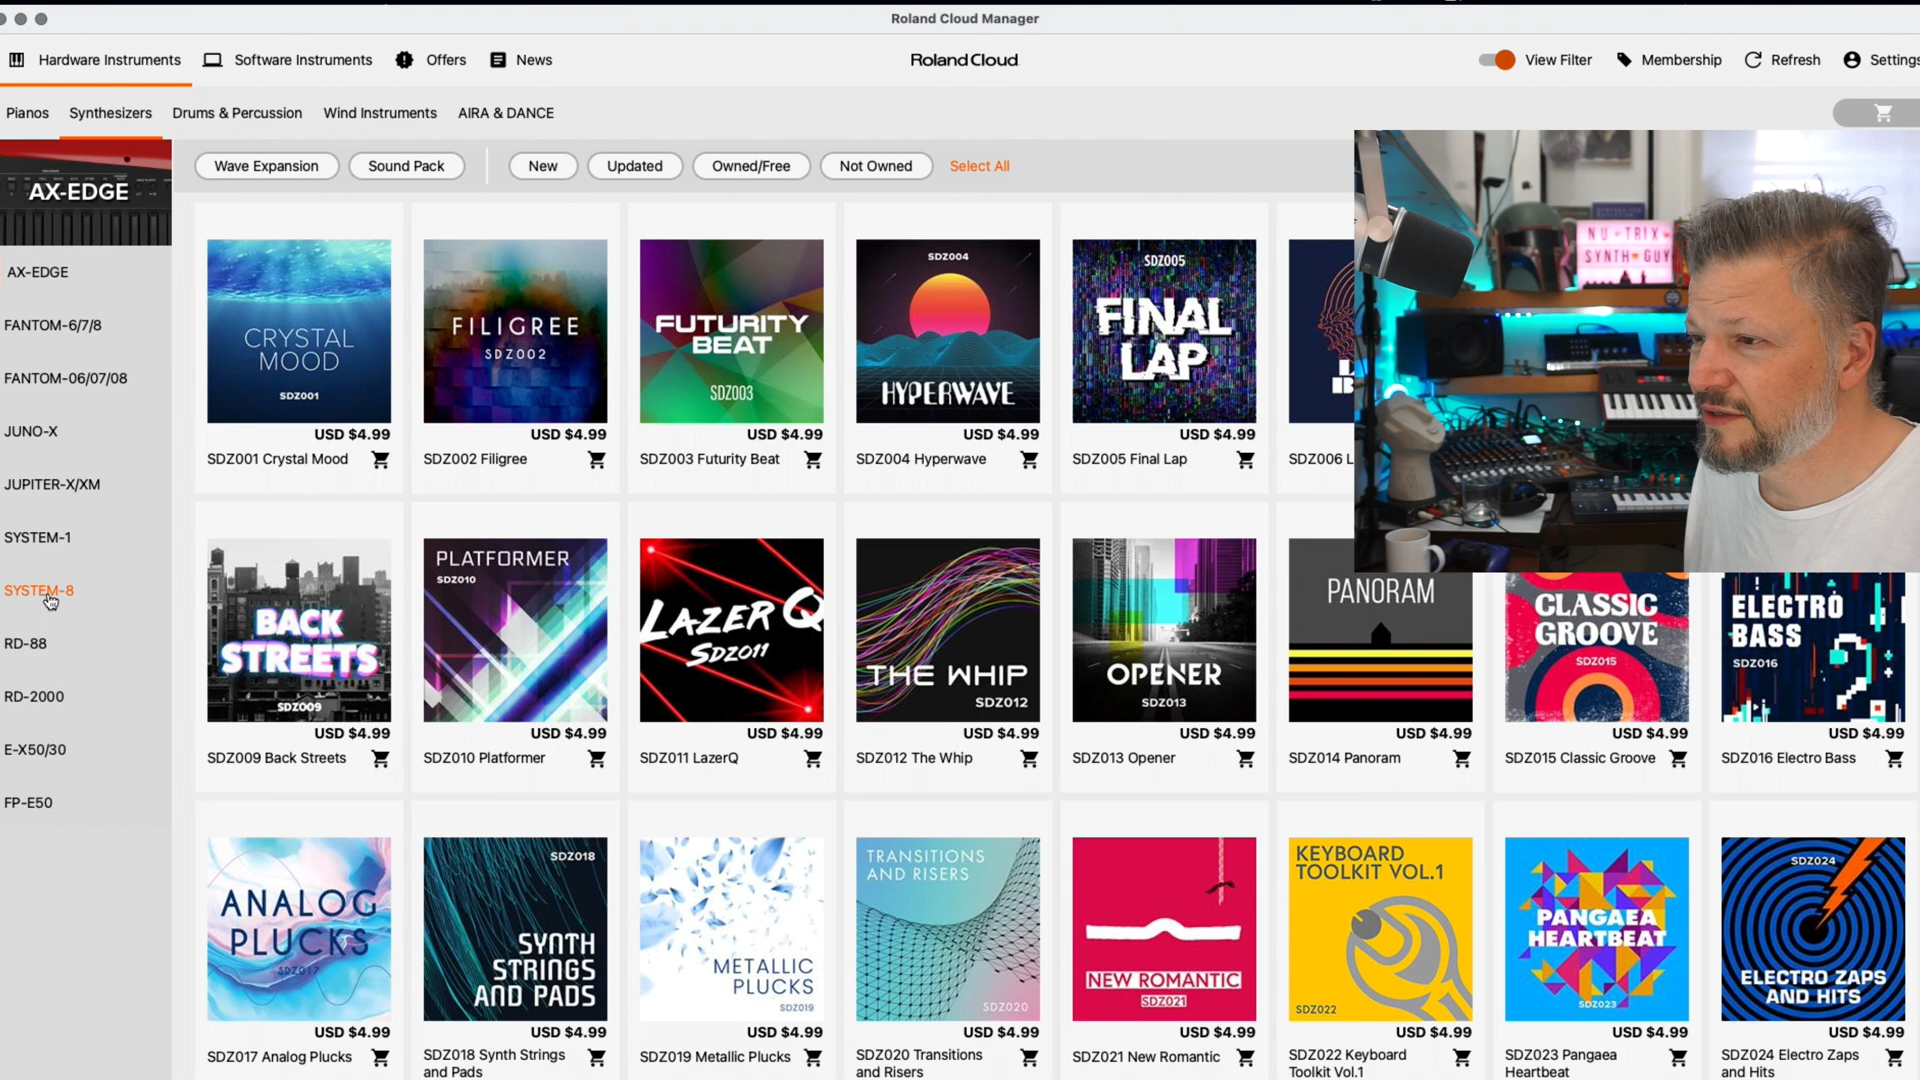 Roland Cloud Manager
Hardware Instruments
Software Instruments
Offers
News
Roland Cloud
View Filter
Membership
Refresh
Settings
Pianos
Synthesizers
Drums & Percussion
Wind Instruments
AIRA & DANCE
AX-EDGE
Wave Expansion
Sound Pack
New
Updated
Owned/Free
Not Owned
Select All
AX-EDGE
FANTOM-6/7/8
FANTOM-06/07/08
JUNO-X
JUPITER-X/XM
SYSTEM-1
SYSTEM-8
RD-88
RD-2000
E-X50/30
FP-E50
CRYSTAL
MOOD
SDZ001
FILIGREE
SDZ002
FUTURITY
BEAT
SDZ003
SDZ004
HYPERWAVE
SDZ005
FINAL
LAP
NU-TRIX
SYNTH GUY
USD $4.99
USD $4.99
USD $4.99
USD $4.99
USD $4.99
SDZ001 Crystal Mood
SDZ002 Filigree
SDZ003 Futurity Beat
SDZ004 Hyperwave
SDZ005 Final Lap
SDZ006 L
BACK
STREETS
SDZ009
PLATFORMER
SDZ010
LAZER Q
SDZ011
THE WHIP
SDZ012
OPENER
SDZ013
PANORAM
CLASSIC
GROOVE
SDZ015
ELECTRO
BASS
SDZ016
USD $4.99
USD $4.99
USD $4.99
USD $4.99
USD $4.99
USD $4.99
USD $4.99
USD $4.99
SDZ009 Back Streets
SDZ010 Platformer
SDZ011 LazerQ
SDZ012 The Whip
SDZ013 Opener
SDZ014 Panoram
SDZ015 Classic Groove
SDZ016 Electro Bass
ANALOG
PLUCKS
SDZ017
SDZ018
SYNTH
STRINGS
AND PADS
METALLIC
PLUCKS
SDZ019
TRANSITIONS
AND RISERS
SDZ020
NEW ROMANTIC
SDZ021
KEYBOARD
TOOLKIT VOL.1
SDZ022
PANGAEA
HEARTBEAT
SDZ023
SDZ024
ELECTRO ZAPS
AND HITS
USD $4.99
USD $4.99
USD $4.99
USD $4.99
USD $4.99
USD $4.99
USD $4.99
USD $4.99
SDZ017 Analog Plucks
SDZ018 Synth Strings
and Pads
SDZ019 Metallic Plucks
SDZ020 Transitions
and Risers
SDZ021 New Romantic
SDZ022 Keyboard
Toolkit Vol.1
SDZ023 Pangaea
Heartbeat
SDZ024 Electro Zaps
and Hits